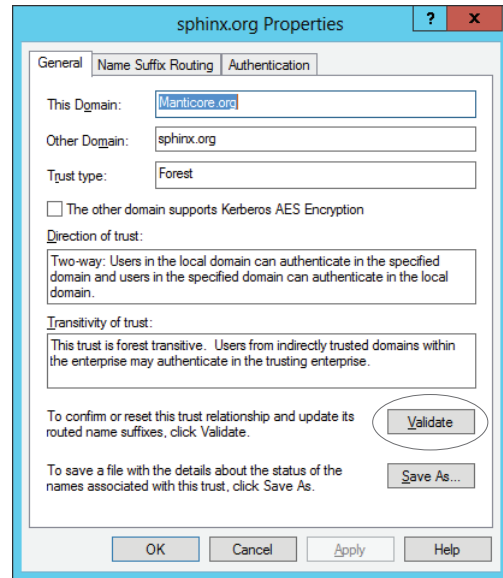 sphinx.org Properties
? x
General Name Suffix Routing Authentication
This Domain: Manticore.org
Other Domain: sphinx.org
Trust type: Forest
The other domain supports Kerberos AES Encryption
Direction of trust:
Two-way: Users in the local domain can authenticate in the specified
domain and users in the specified domain can authenticate in the local
domain.
Transitivity of trust:
This trust is forest transitive. Users from indirectly trusted domains within
the enterprise may authenticate in the trusting enterprise.
To confirm or reset this trust relationship and update its
routed name suffixes, click Validate.
Validate
To save a file with the details about the status of the
names associated with this trust, click Save As.
Save As...
OK Cancel Apply Help